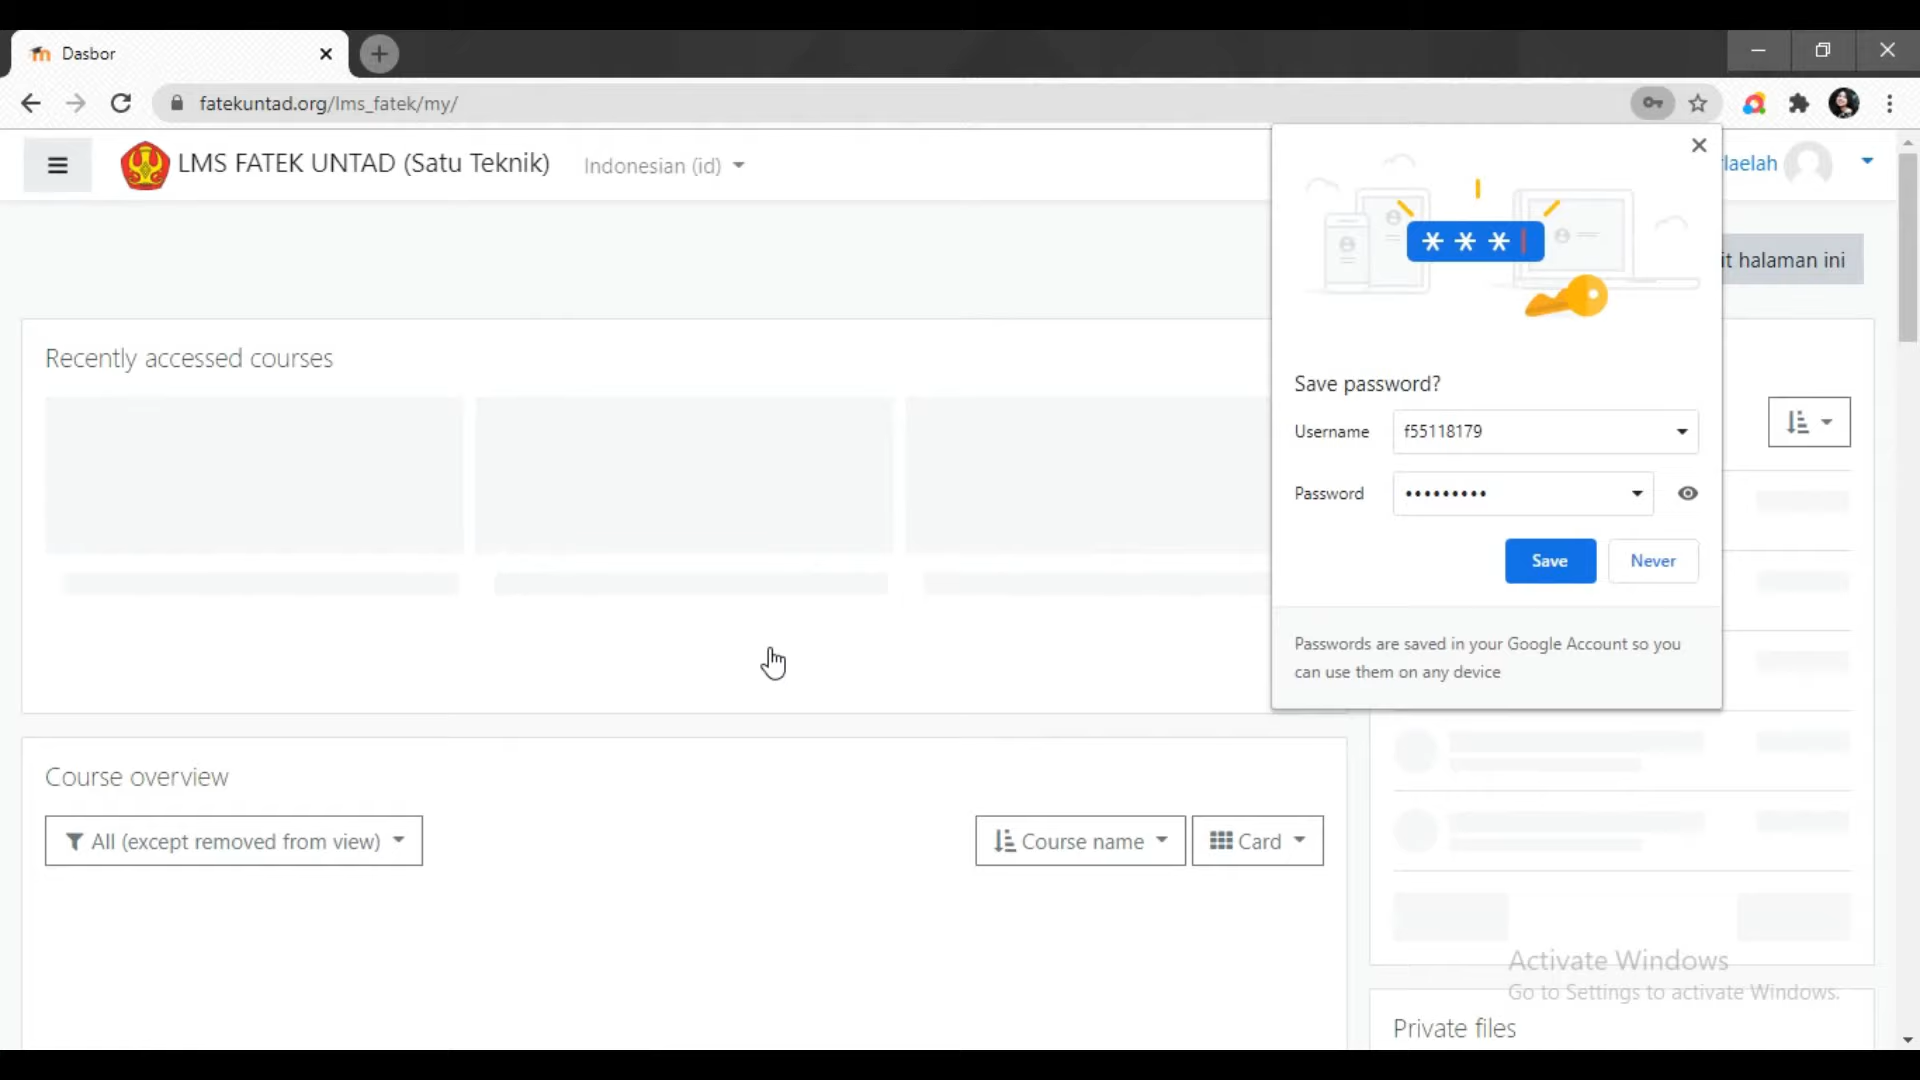 Dasbor
fatekuntad.org/lms_fatek/my/
LMS FATEK UNTAD (Satu Teknik)
Indonesian (id)
laelah
it halaman ini
Recently accessed courses
Save password?
Username
f55118179
Password
•••••••••
Save
Never
Passwords are saved in your Google Account so you
can use them on any device
Course overview
All (except removed from view)
Course name
Card
Activate Windows
Go to Settings to activate Windows.
Private files